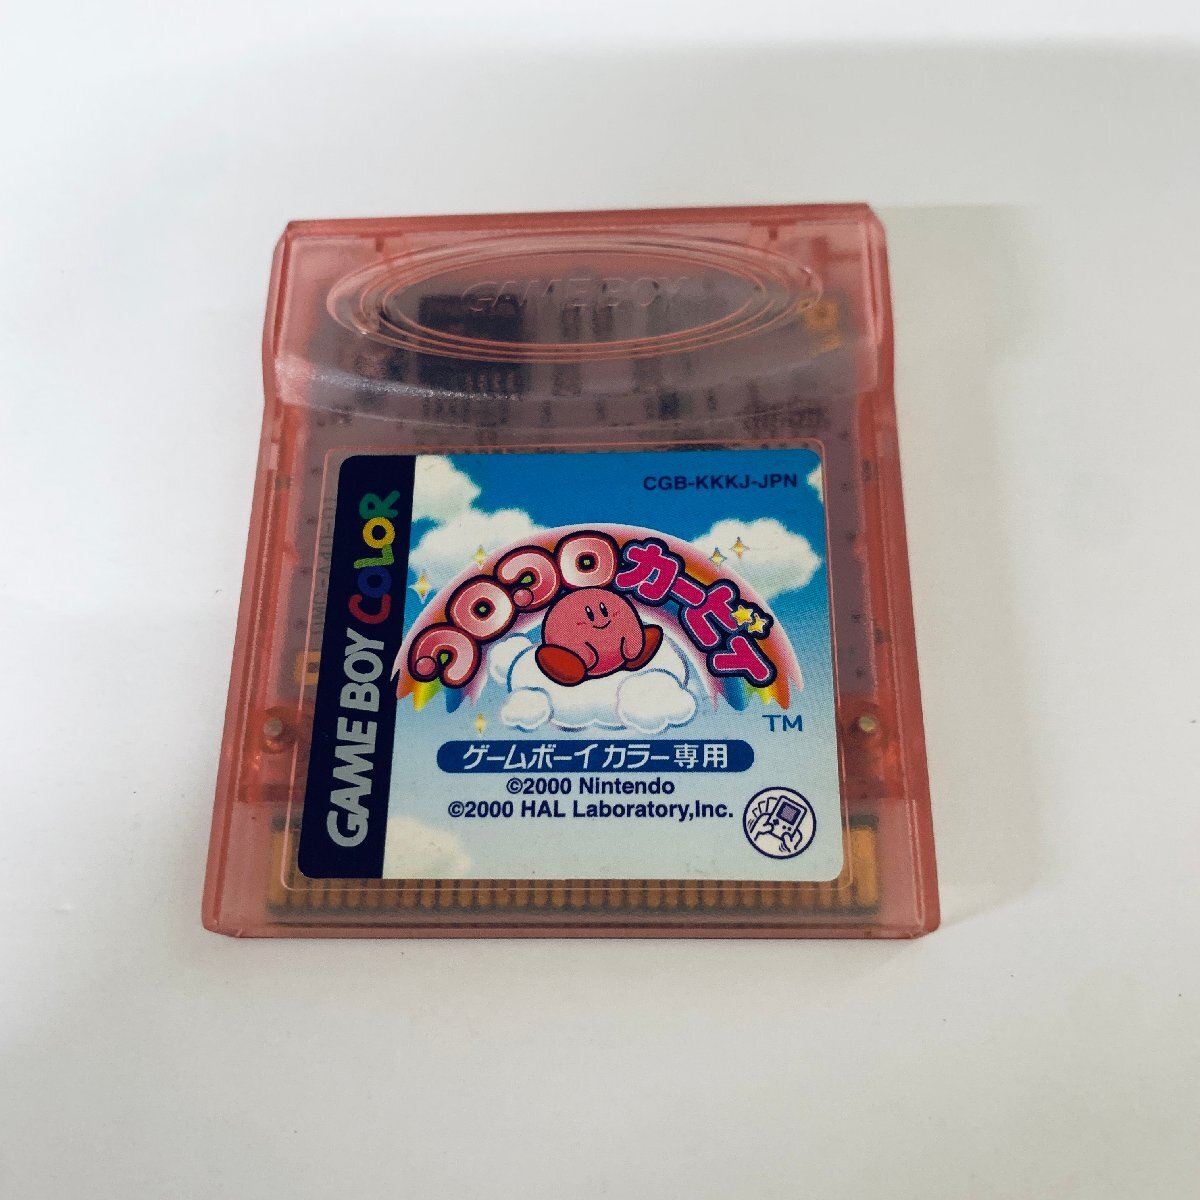 GAME BOY
GAME BOY COLOR
CGB-KKKJ-JPN
コロコロカービィ
TM
ゲームボーイカラー専用
©2000 Nintendo
©2000 HAL Laboratory,Inc.